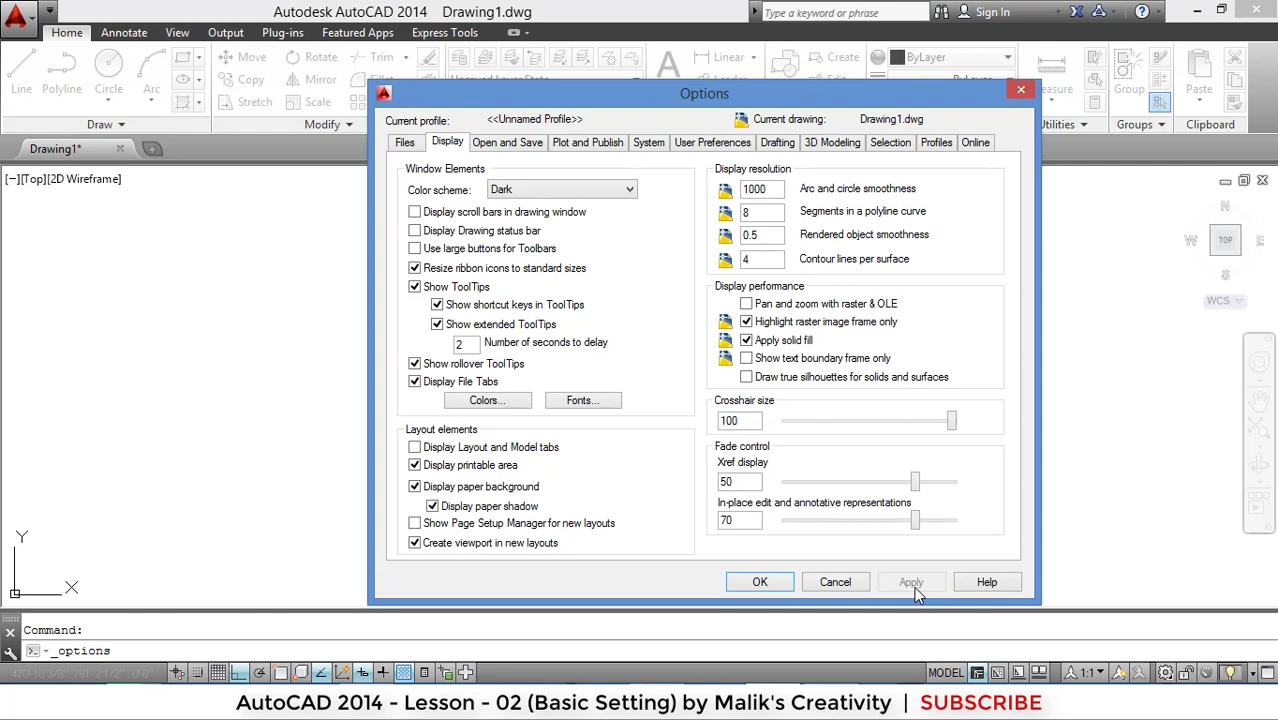 Autodesk AutoCAD 2014 Drawing1.dwg
Type a keyword or phrase
Sign In
Home Annotate View Output Plug-ins Featured Apps Express Tools
Line Polyline Circle Arc
Move Rotate Trim
Copy Mirror Fillet
Stretch Scale
Linear
Create
Edit
ByLayer
Group
Paste
Draw Modify Utilities Groups Clipboard
Drawing1*
[−][Top][2D Wireframe]
Options
Current profile: <<Unnamed Profile>> Current drawing: Drawing1.dwg
Files Display Open and Save Plot and Publish System User Preferences Drafting 3D Modeling Selection Profiles Online
Window Elements
Color scheme: Dark
Display scroll bars in drawing window
Display Drawing status bar
Use large buttons for Toolbars
Resize ribbon icons to standard sizes
Show ToolTips
Show shortcut keys in ToolTips
Show extended ToolTips
2 Number of seconds to delay
Show rollover ToolTips
Display File Tabs
Colors... Fonts...
Layout elements
Display Layout and Model tabs
Display printable area
Display paper background
Display paper shadow
Show Page Setup Manager for new layouts
Create viewport in new layouts
Display resolution
1000 Arc and circle smoothness
8 Segments in a polyline curve
0.5 Rendered object smoothness
4 Contour lines per surface
Display performance
Pan and zoom with raster & OLE
Highlight raster image frame only
Apply solid fill
Show text boundary frame only
Draw true silhouettes for solids and surfaces
Crosshair size
100
Fade control
Xref display
50
In-place edit and annotative representations
70
OK Cancel Apply Help
N
W TOP E
S
WCS
Y
X
Command:
_options
MODEL 1:1
AutoCAD 2014 - Lesson - 02 (Basic Setting) by Malik's Creativity | SUBSCRIBE